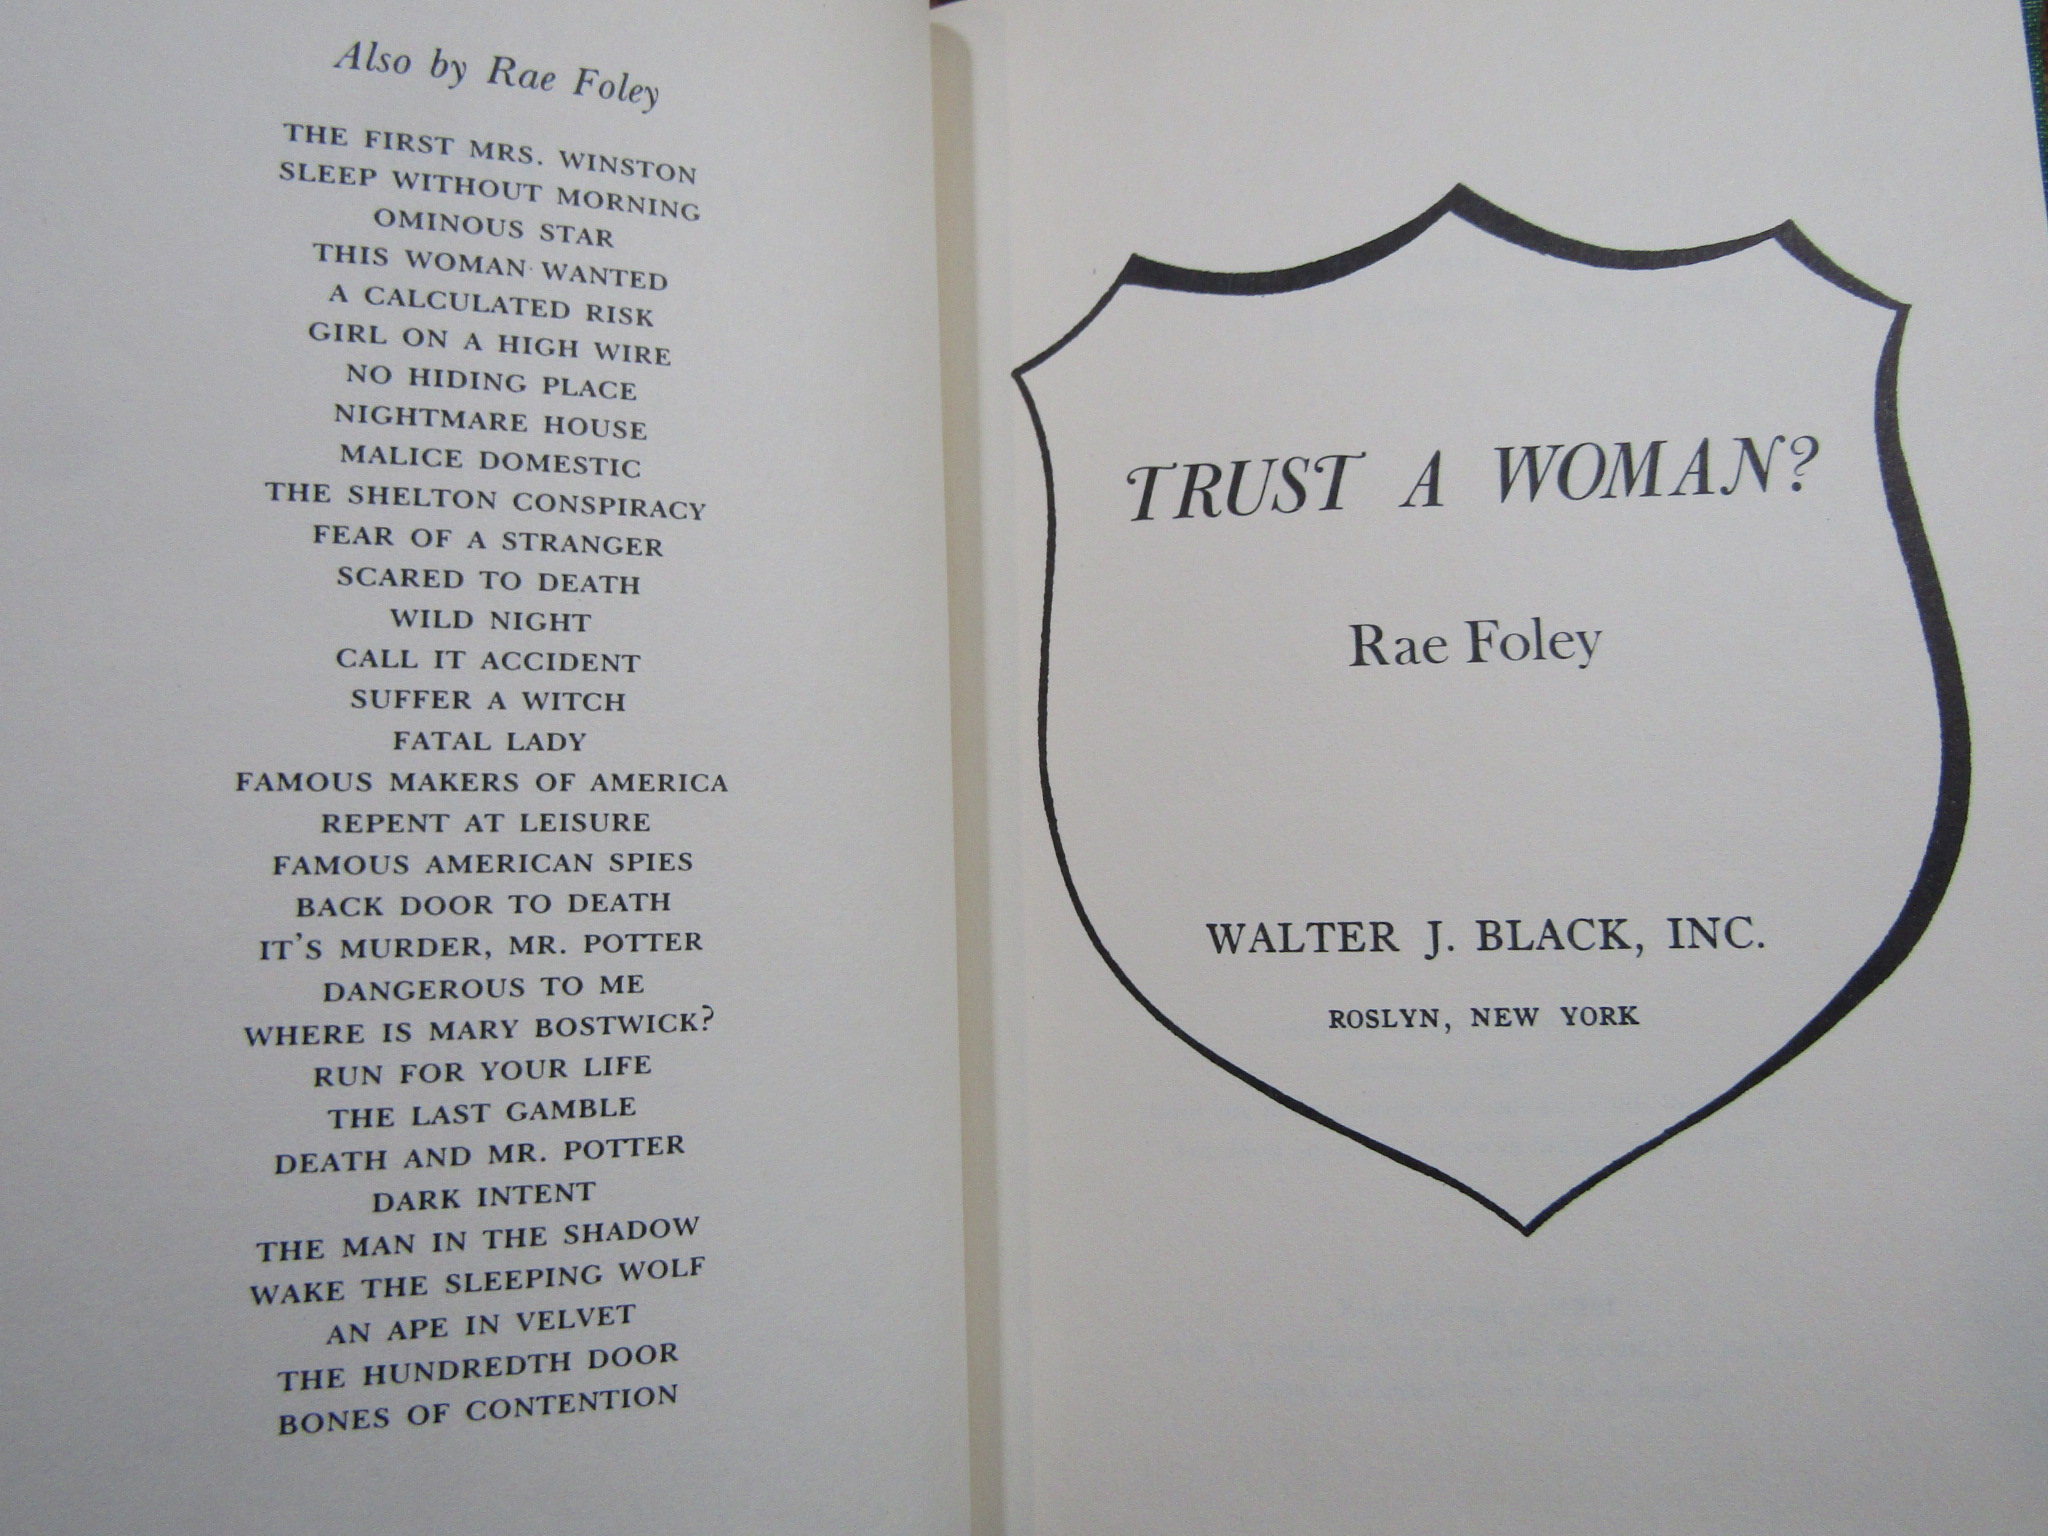 Also by Rae Foley
THE FIRST MRS. WINSTON
SLEEP WITHOUT MORNING
OMINOUS STAR
THIS WOMAN WANTED
A CALCULATED RISK
GIRL ON A HIGH WIRE
NO HIDING PLACE
NIGHTMARE HOUSE
MALICE DOMESTIC
THE SHELTON CONSPIRACY
FEAR OF A STRANGER
SCARED TO DEATH
WILD NIGHT
CALL IT ACCIDENT
SUFFER A WITCH
FATAL LADY
FAMOUS MAKERS OF AMERICA
REPENT AT LEISURE
FAMOUS AMERICAN SPIES
BACK DOOR TO DEATH
IT'S MURDER, MR. POTTER
DANGEROUS TO ME
WHERE IS MARY BOSTWICK?
RUN FOR YOUR LIFE
THE LAST GAMBLE
DEATH AND MR. POTTER
DARK INTENT
THE MAN IN THE SHADOW
WAKE THE SLEEPING WOLF
AN APE IN VELVET
THE HUNDREDTH DOOR
BONES OF CONTENTION
TRUST A WOMAN?
Rae Foley
WALTER J. BLACK, INC.
ROSLYN, NEW YORK